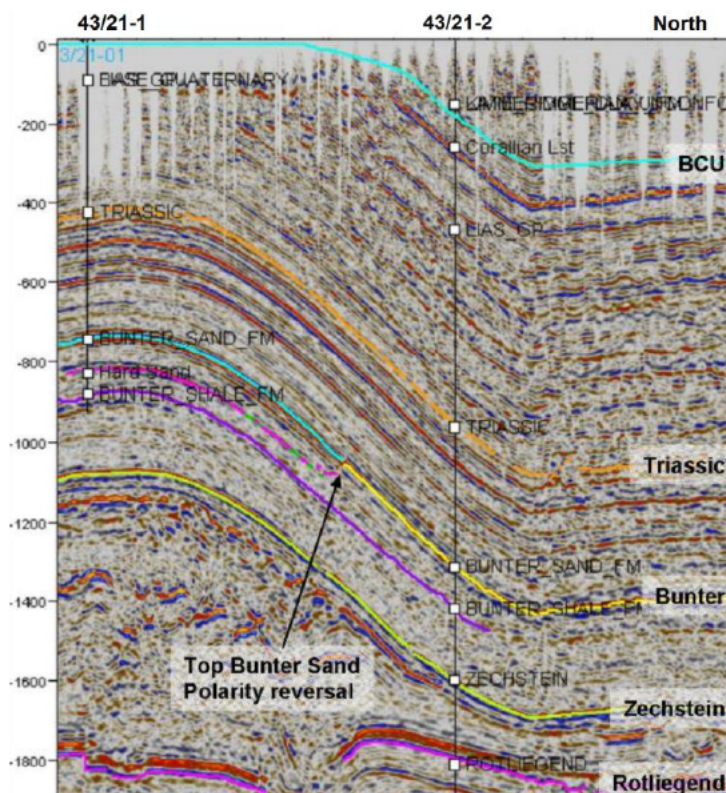 43/21-1
43/21-2
North
0
3/21-01
-200
BCU
Corallian Lst
-400
TRIASSIC
LIAS_GP
-600
BUNTER_SAND_FM
-800
Hard Sand
BUNTER_SHALE_FM
-1000
TRIASSIC
Triassic
-1200
BUNTER_SAND_FM
-1400
BUNTER_SHALE_FM
Bunter
Top Bunter Sand
Polarity reversal
-1600
ZECHSTEIN
Zechstein
-1800
ROTLIEGEND
Rotliegend